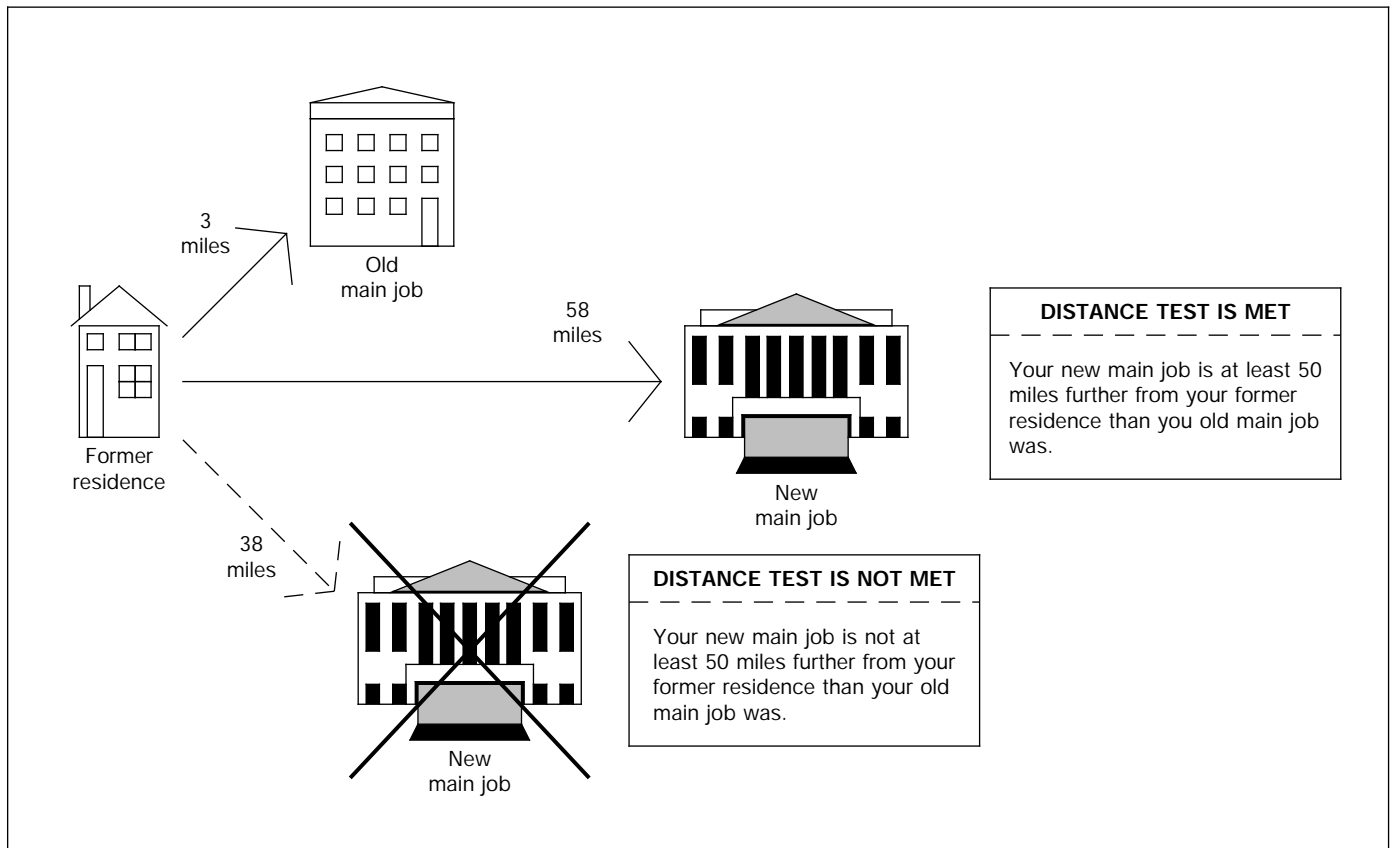 3
miles
Old
main job
58
miles
DISTANCE TEST IS MET
Your new main job is at least 50
miles further from your former
residence than you old main job
was.
Former
residence
New
main job
38
miles
DISTANCE TEST IS NOT MET
Your new main job is not at
least 50 miles further from your
former residence than your old
main job was.
New
main job